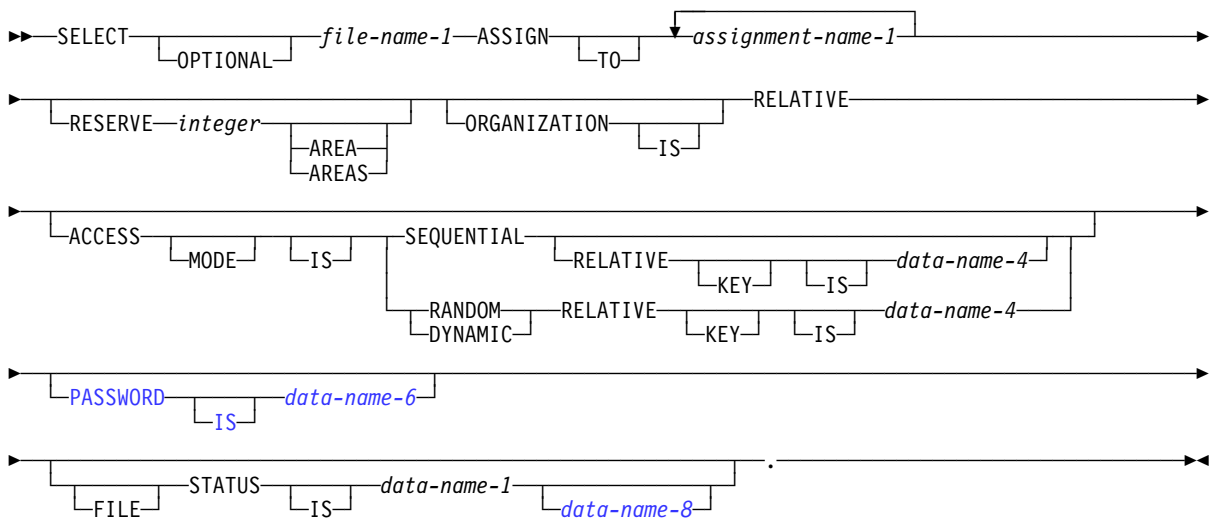 SELECT OPTIONAL file-name-1 ASSIGN TO assignment-name-1
RESERVE integer AREA AREAS ORGANIZATION IS RELATIVE
ACCESS MODE IS SEQUENTIAL RELATIVE KEY IS data-name-4
RANDOM DYNAMIC RELATIVE KEY IS data-name-4
PASSWORD IS data-name-6
FILE STATUS IS data-name-1 data-name-8 .